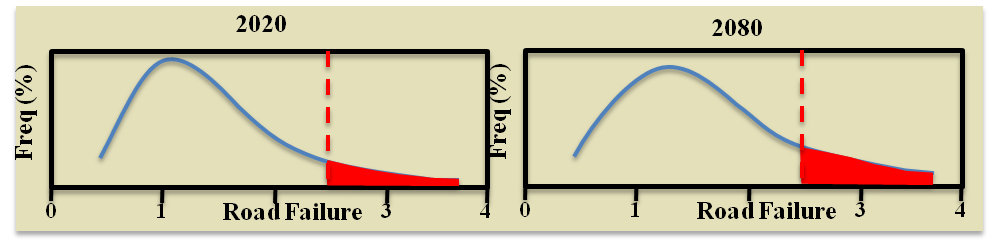 2020
Freq (%)
0 1 3 4
Road Failure
2080
Freq (%)
0 1 3 4
Road Failure